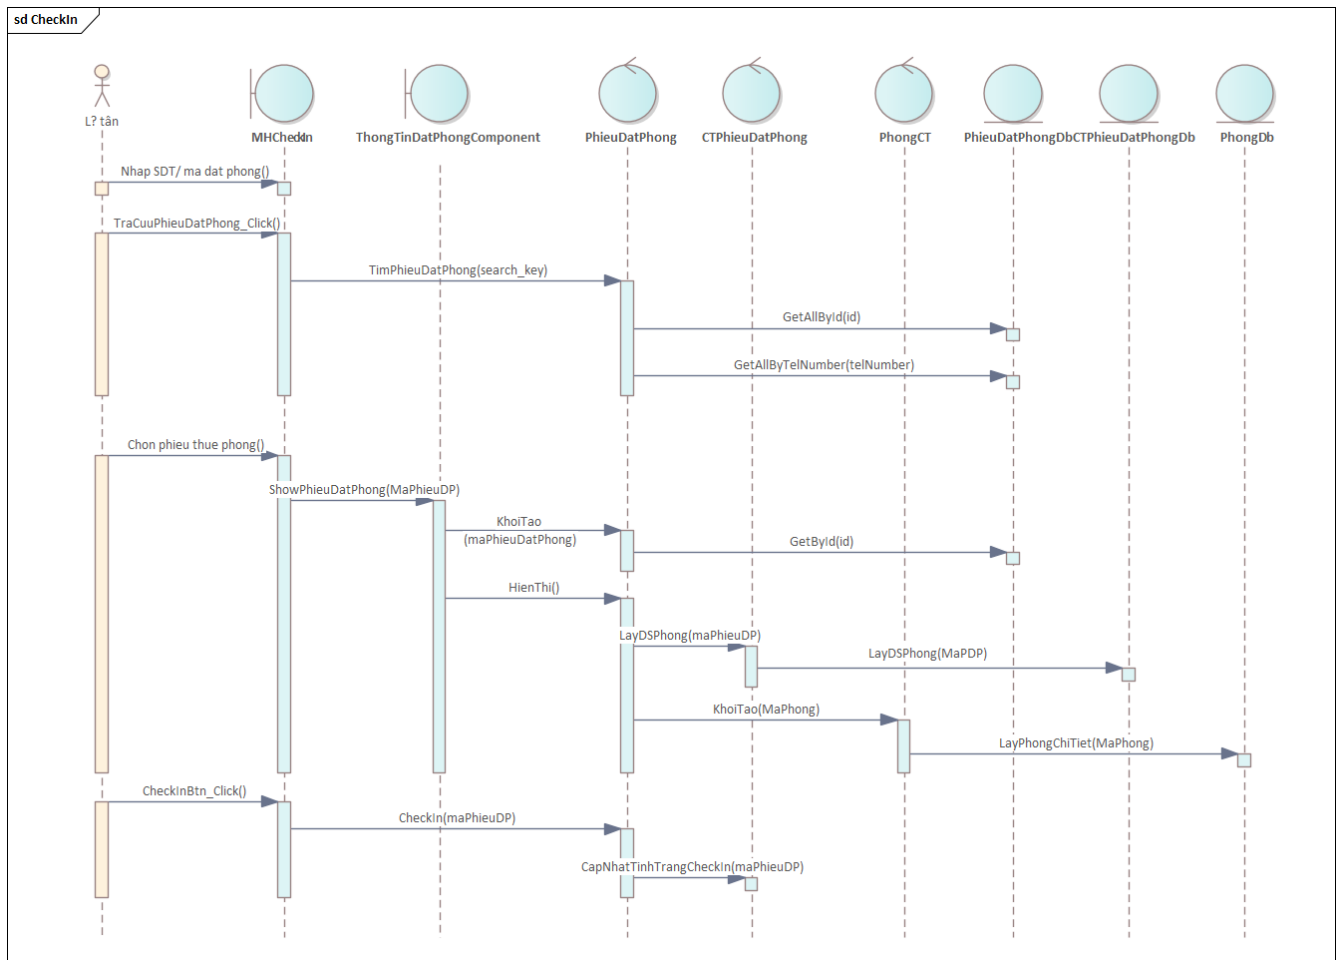 sd CheckIn
L? tân
MHCheckIn
ThongTinDatPhongComponent
PhieuDatPhong
CTPhieuDatPhong
PhongCT
PhieuDatPhongDb
CTPhieuDatPhongDb
PhongDb
Nhap SDT/ ma dat phong()
TraCuuPhieuDatPhong_Click()
TimPhieuDatPhong(search_key)
GetAllById(id)
GetAllByTelNumber(telNumber)
Chon phieu thue phong()
ShowPhieuDatPhong(MaPhieuDP)
KhoiTao
(maPhieuDatPhong)
GetById(id)
HienThi()
LayDSPhong(maPhieuDP)
LayDSPhong(MaPDP)
KhoiTao(MaPhong)
LayPhongChiTiet(MaPhong)
CheckInBtn_Click()
CheckIn(maPhieuDP)
CapNhatTinhTrangCheckIn(maPhieuDP)